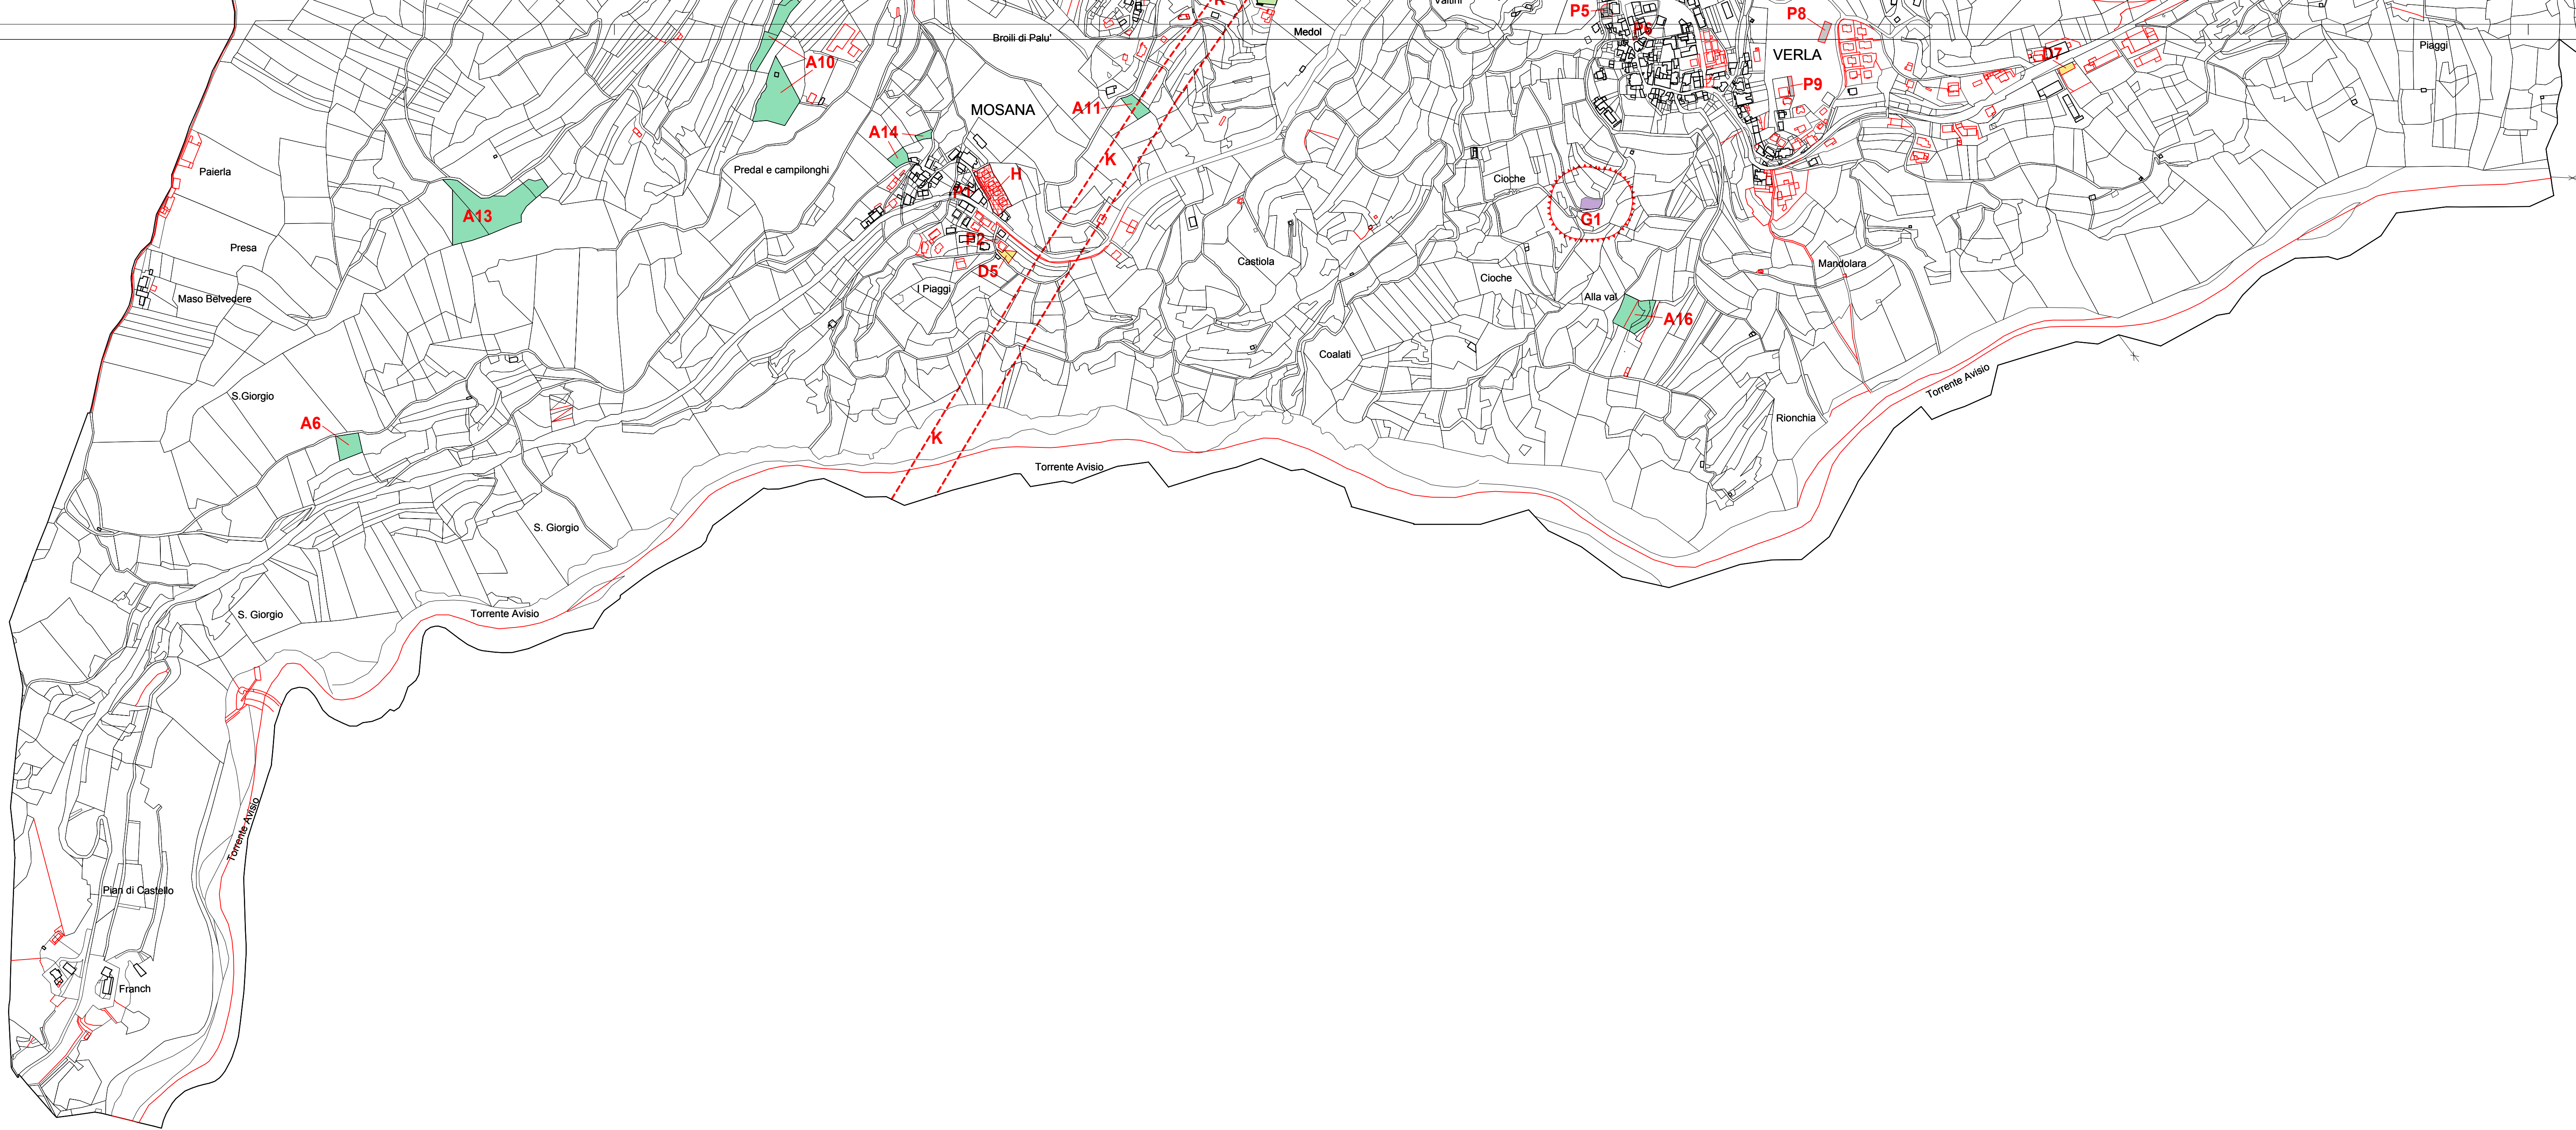 Valtini
P5
P6
P8
K
Medol
Broili di Palu'
VERLA
D7
Piaggi
A10
P9
A11
MOSANA
A14
K
Predal e campilonghi
Paierla
H
P1
Cioche
A13
G1
P2
Presa
D5
Castiola
Mandolara
Cioche
I Piaggi
Maso Belvedere
Alla val
A16
Coalati
Torrente Avisio
S.Giorgio
A6
Rionchia
K
Torrente Avisio
S. Giorgio
Torrente Avisio
S. Giorgio
Torrente Avisio
Pian di Castello
Franch